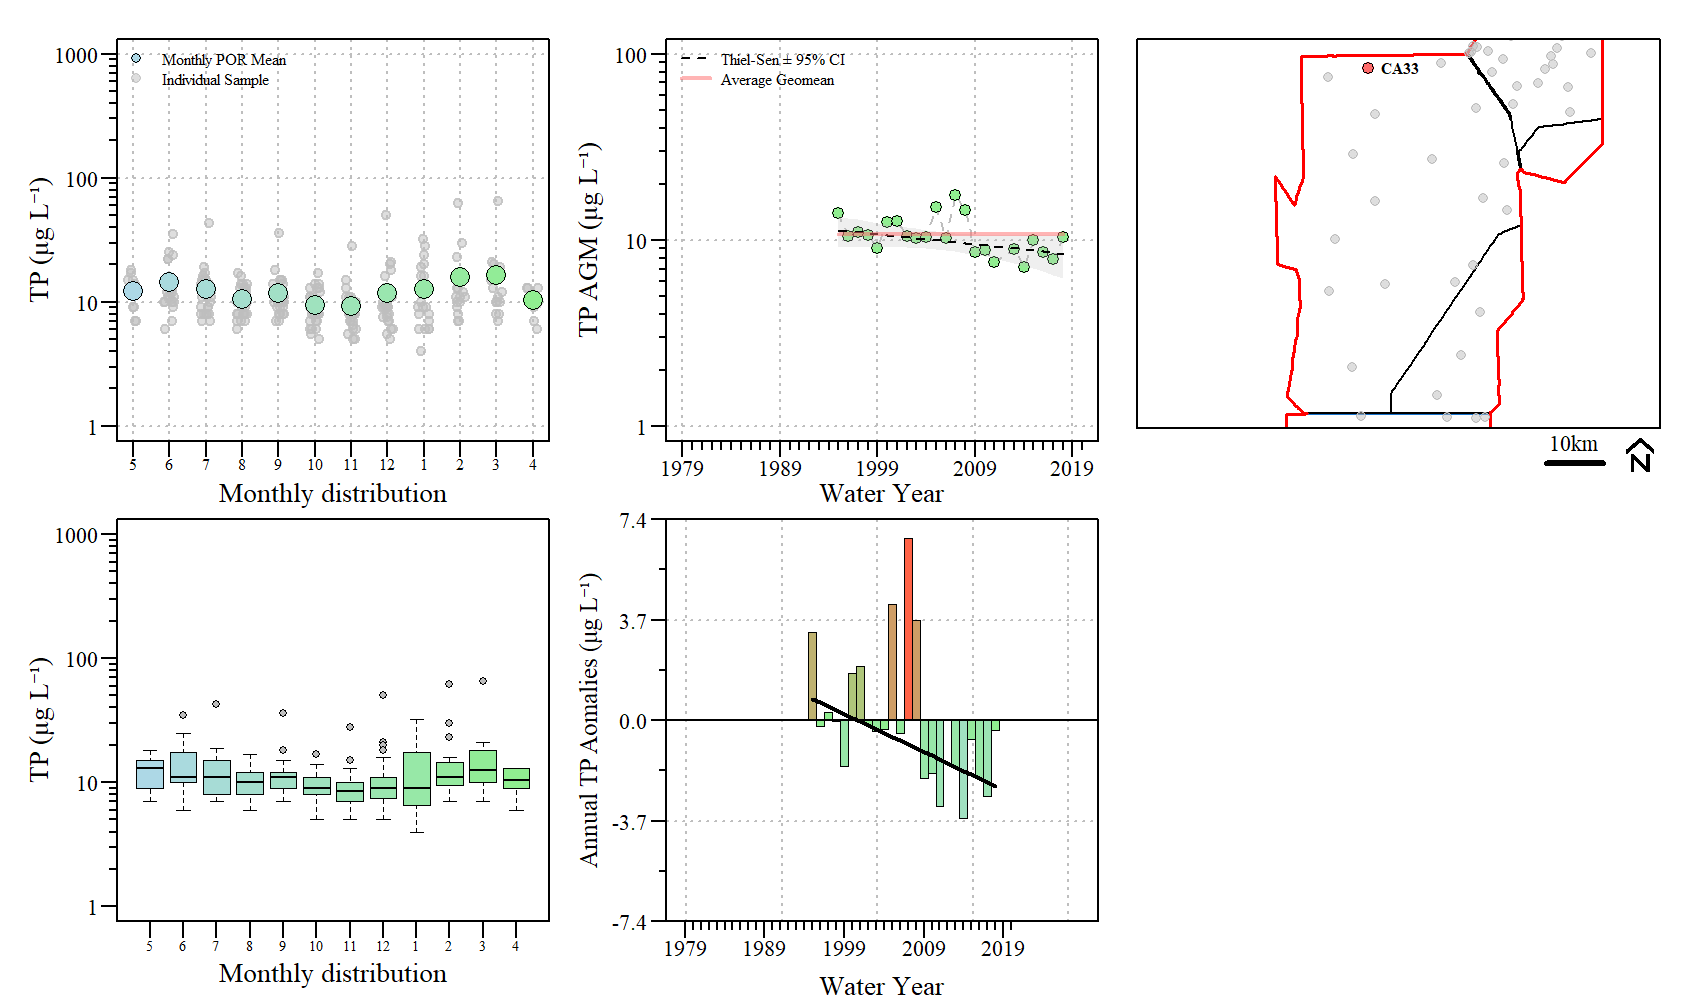 1000
100
10
1
TP (µg L⁻¹)
Monthly POR Mean
Individual Sample
5 6 7 8 9 10 11 12 1 2 3 4
Monthly distribution
100
10
1
TP AGM (µg L⁻¹)
Thiel-Sen ± 95% CI
Average Geomean
1979 1989 1999 2009 2019
Water Year
CA33
10km
N
1000
100
10
1
TP (µg L⁻¹)
5 6 7 8 9 10 11 12 1 2 3 4
Monthly distribution
7.4
3.7
0.0
-3.7
-7.4
Annual TP Aomalies (µg L⁻¹)
1979 1989 1999 2009 2019
Water Year